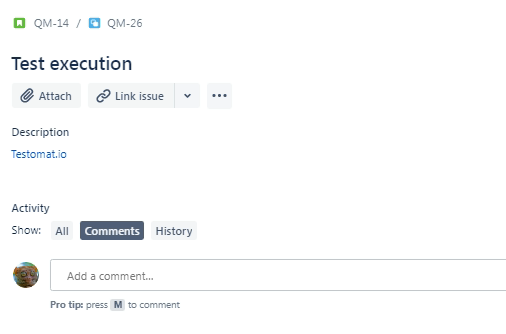 QM-14 / QM-26
Test execution
Attach Link issue
Description
Testomat.io
Activity
Show: All Comments History
Add a comment...
Pro tip: press M to comment